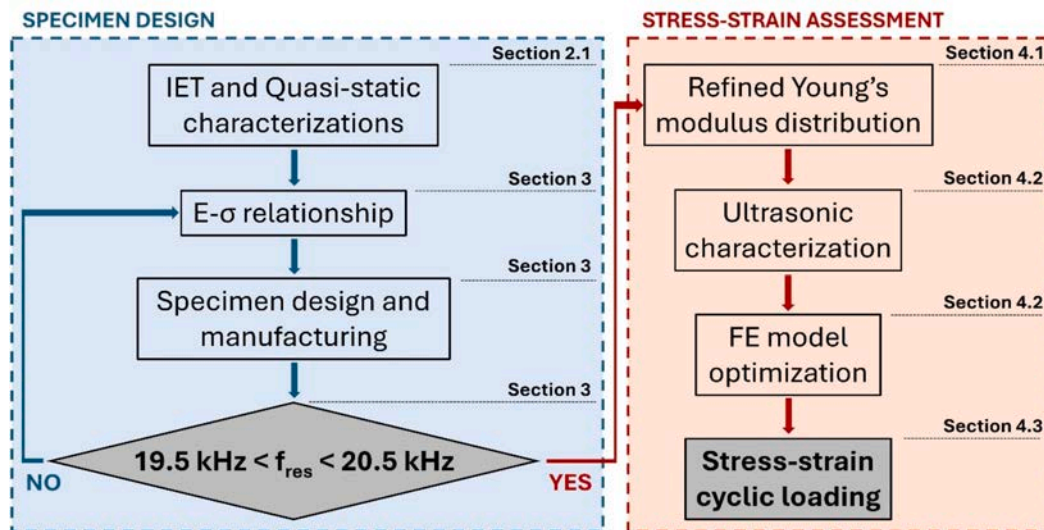 SPECIMEN DESIGN
Section 2.1
IET and Quasi-static
characterizations
Section 3
E-σ relationship
Section 3
Specimen design and
manufacturing
Section 3
19.5 kHz < fres < 20.5 kHz
NO
YES
STRESS-STRAIN ASSESSMENT
Section 4.1
Refined Young's
modulus distribution
Section 4.2
Ultrasonic
characterization
Section 4.2
FE model
optimization
Section 4.3
Stress-strain
cyclic loading